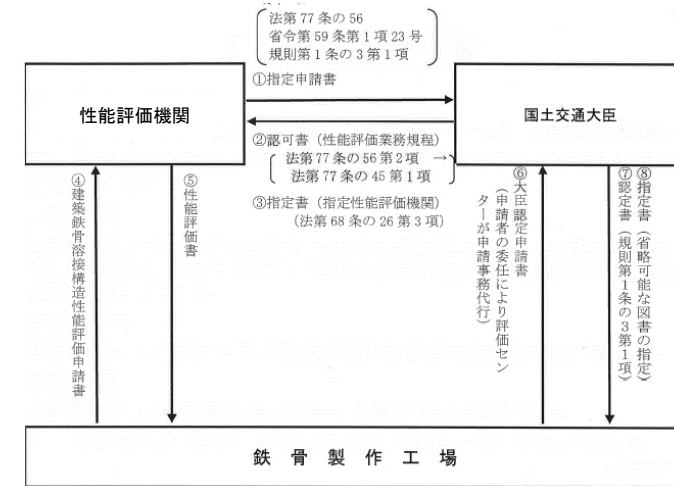 法第77条の56
省令第59条第1項23号
規則第1条の3第1項
①指定申請書
性能評価機関
国土交通大臣
②認可書（性能評価業務規程）
法第77条の56第2項 →
法第77条の45第1項
③指定書（指定性能評価機関）
（法第68条の26第3項）
④建築鉄骨溶接構造性能評価申請書
⑤性能評価書
⑥大臣認定申請書
（申請者の委任により評価セン
ターが申請事務代行）
⑧指定書（省略可能な図書の指定）
⑦認定書（規則第1条の3第1項）
鉄骨製作工場